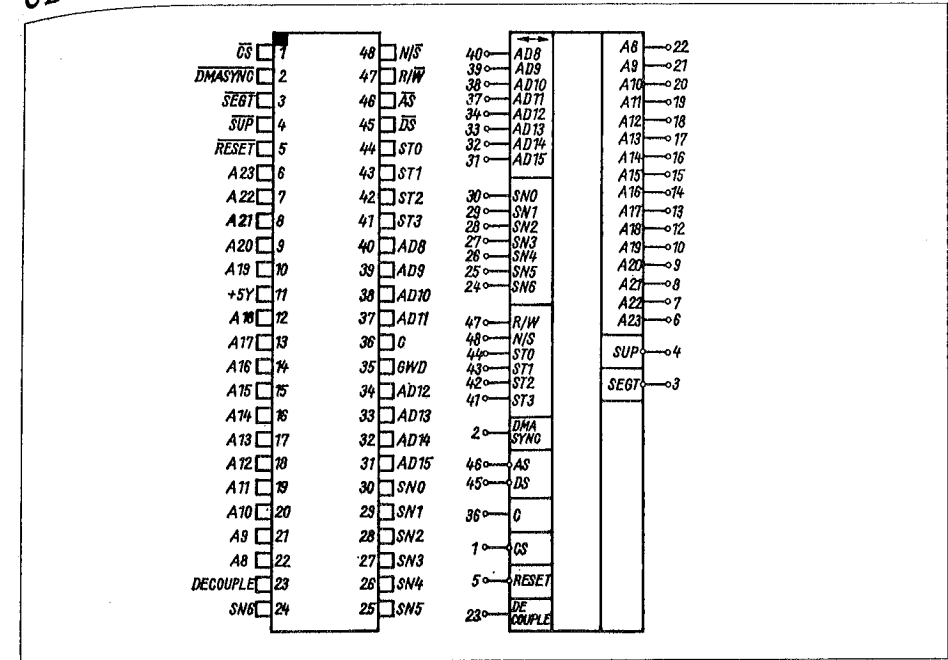 C̅S̅ 1 48 N/S̅
D̅M̅A̅S̅Y̅N̅C̅ 2 47 R/W̅
S̅E̅G̅T̅ 3 46 A̅S̅
S̅U̅P̅ 4 45 D̅S̅
R̅E̅S̅E̅T̅ 5 44 ST0
A23 6 43 ST1
A22 7 42 ST2
A21 8 41 ST3
A20 9 40 AD8
A19 10 39 AD9
+5Y 11 38 AD10
A18 12 37 AD11
A17 13 36 C
A16 14 35 GWD
A15 15 34 AD12
A14 16 33 AD13
A13 17 32 AD14
A12 18 31 AD15
A11 19 30 SN0
A10 20 29 SN1
A9 21 28 SN2
A8 22 27 SN3
DECOUPLE 23 26 SN4
SN6 24 25 SN5
40 AD8
39 AD9
38 AD10
37 AD11
34 AD12
33 AD13
32 AD14
31 AD15
30 SN0
29 SN1
28 SN2
27 SN3
26 SN4
25 SN5
24 SN6
47 R/W
48 N/S
44 ST0
43 ST1
42 ST2
41 ST3
2 DMA
SYNC
46 AS
45 DS
36 C
1 CS
5 RESET
23 DE
COUPLE
A8 22
A9 21
A10 20
A11 19
A12 18
A13 17
A14 16
A15 15
A16 14
A17 13
A18 12
A19 10
A20 9
A21 8
A22 7
A23 6
SUP 4
SEGT 3